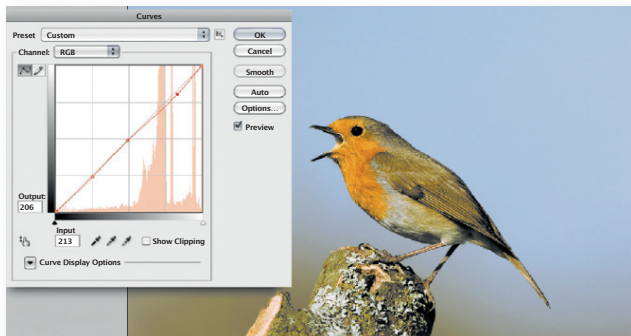 Curves
Preset Custom OK
Channel: RGB Cancel
Smooth
Auto
Options...
Preview
Output:
206
Input
213 Show Clipping
Curve Display Options